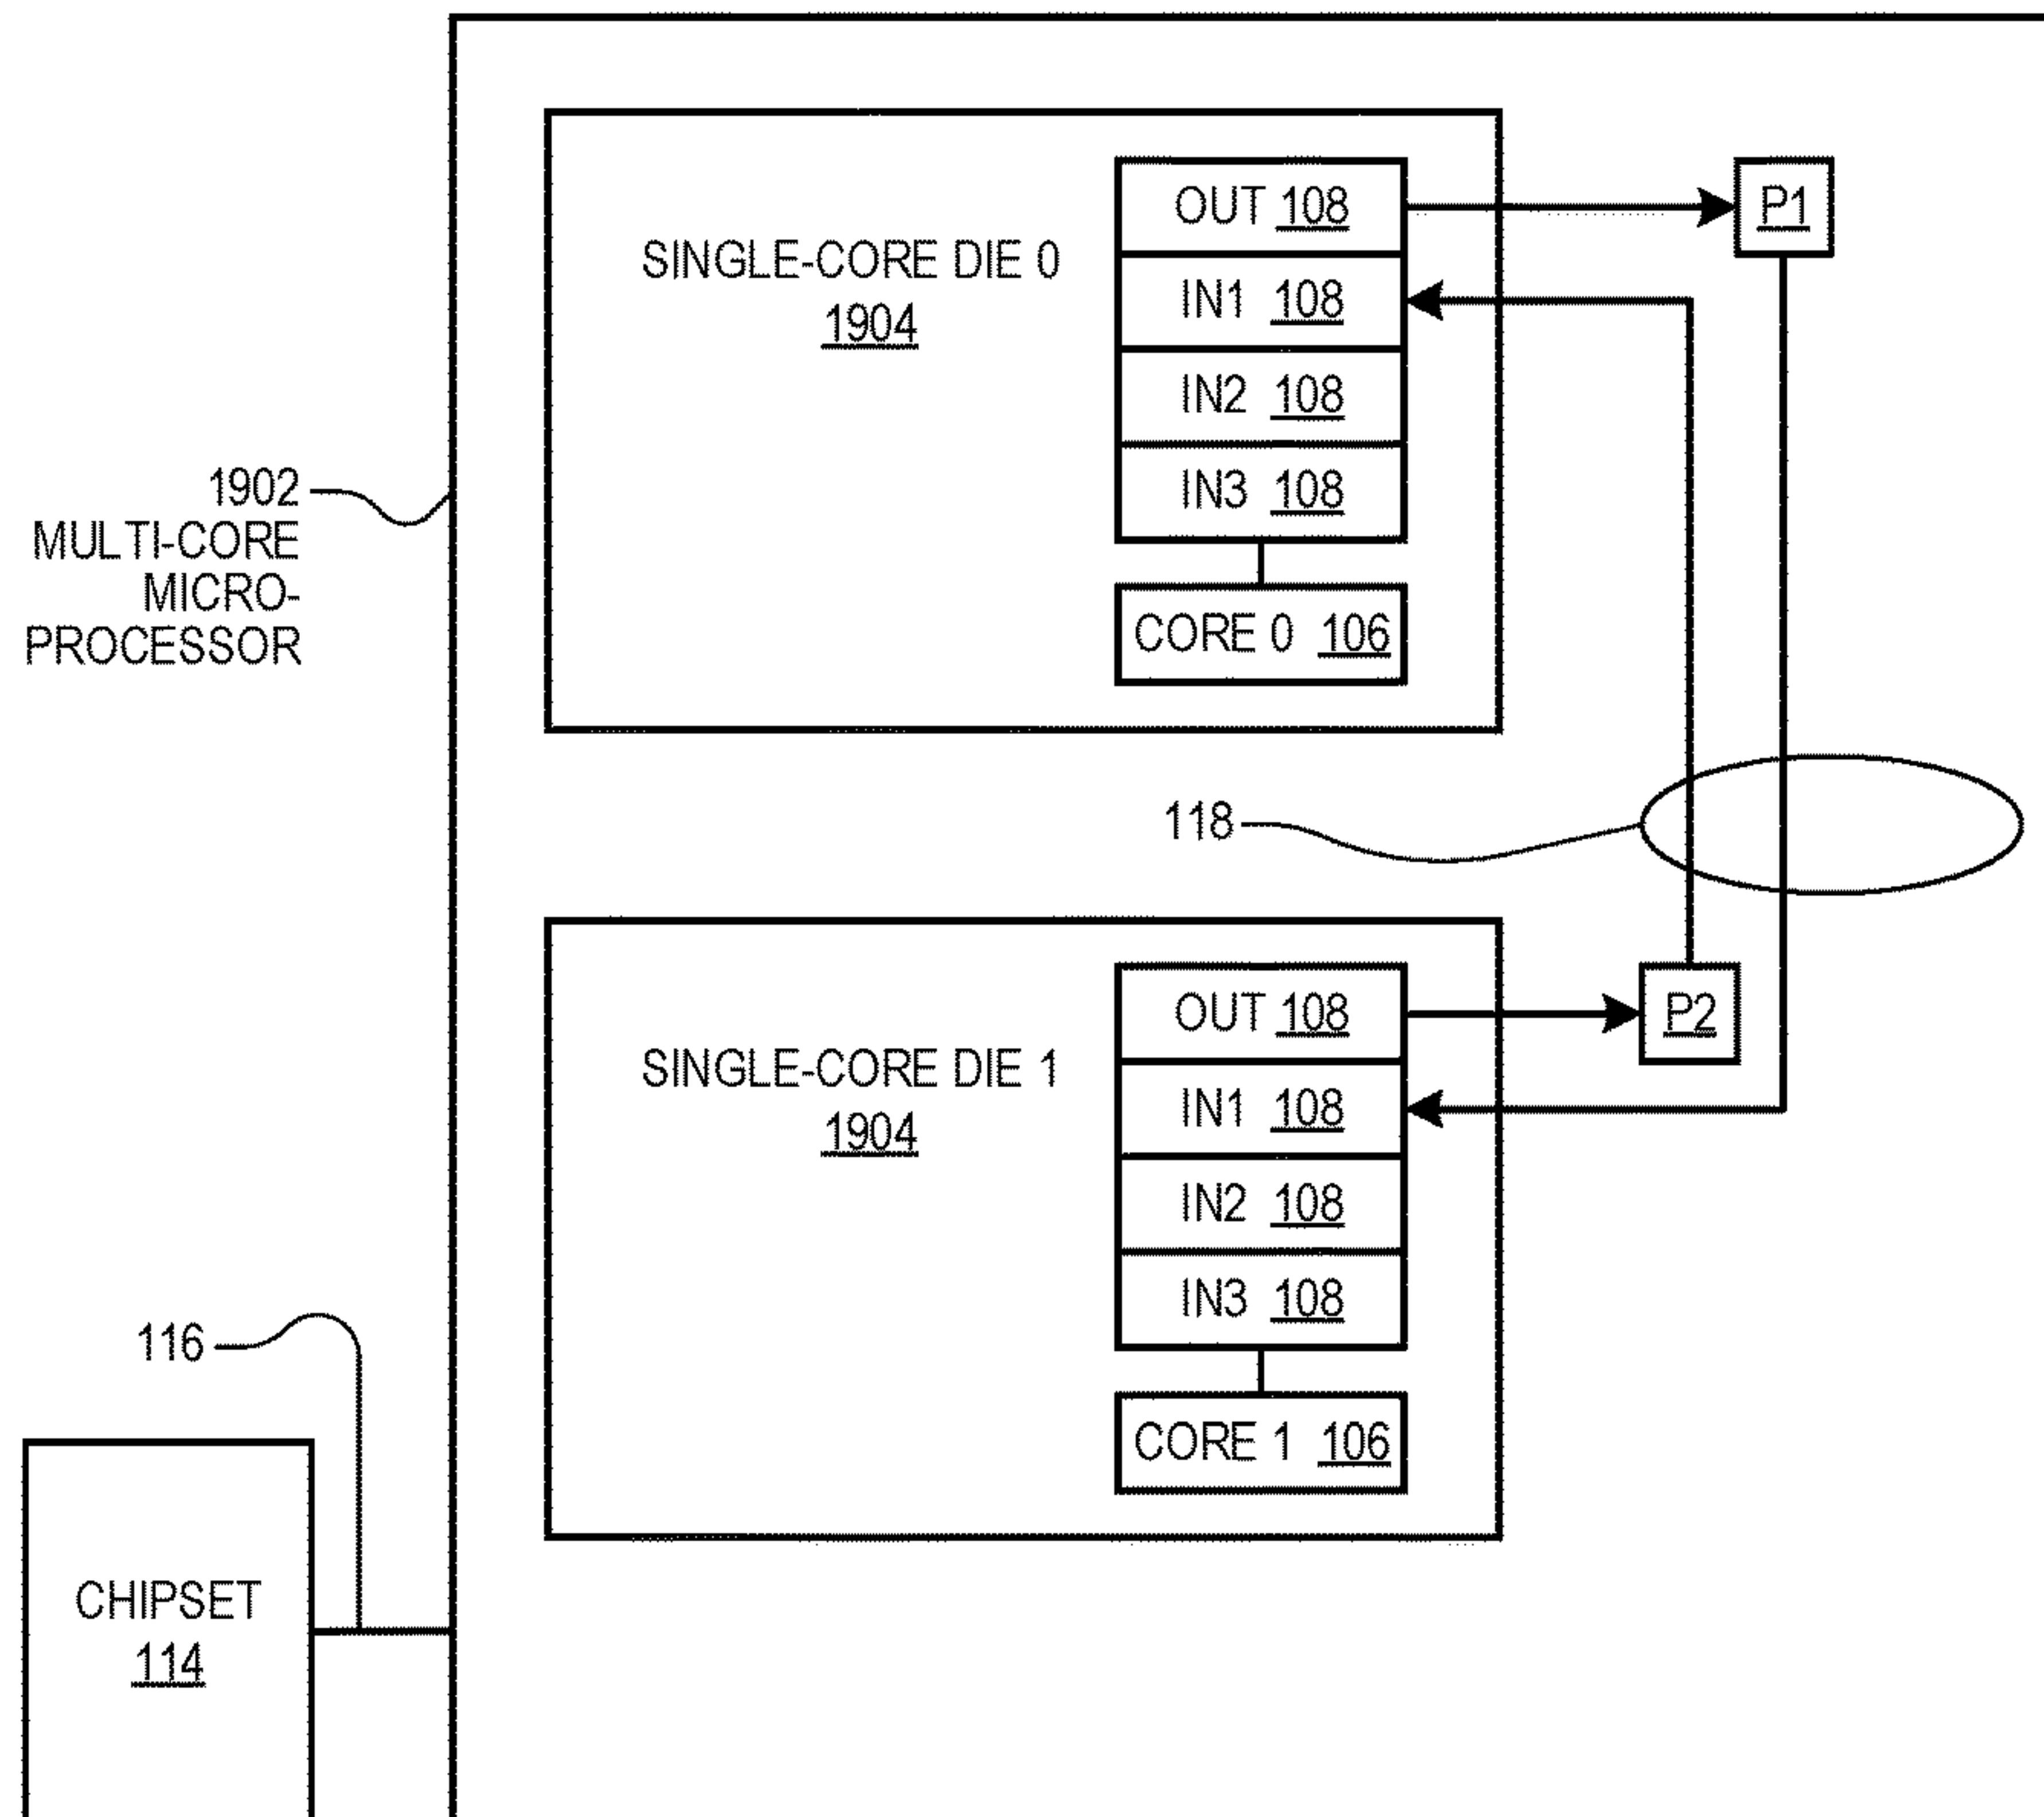 OUT 108
P1
SINGLE-CORE DIE 0
1904
IN1 108
IN2 108
IN3 108
1902
MULTI-CORE
MICRO-
PROCESSOR
CORE 0 106
118
OUT 108
P2
SINGLE-CORE DIE 1
1904
IN1 108
IN2 108
IN3 108
116
CORE 1 106
CHIPSET
114